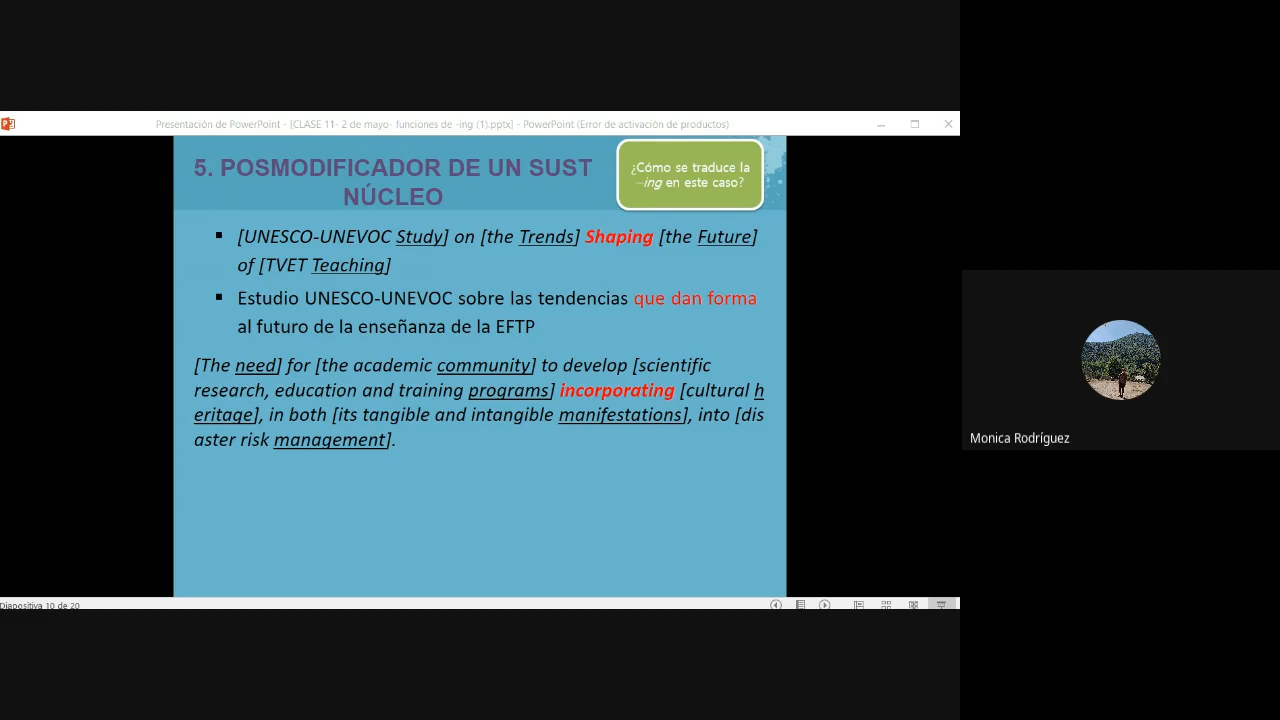 Presentación de PowerPoint - [CLASE 11- 2 de mayo- funciones de -ing (1).pptx] - PowerPoint (Error de activación de productos)
5. POSMODIFICADOR DE UN SUST
NÚCLEO
¿Cómo se traduce la
–ing en este caso?
[UNESCO-UNEVOC Study] on [the Trends] Shaping [the Future]
of [TVET Teaching]
Estudio UNESCO-UNEVOC sobre las tendencias que dan forma
al futuro de la enseñanza de la EFTP
[The need] for [the academic community] to develop [scientific
research, education and training programs] incorporating [cultural h
eritage], in both [its tangible and intangible manifestations], into [dis
aster risk management].
Monica Rodríguez
Diapositiva 10 de 20